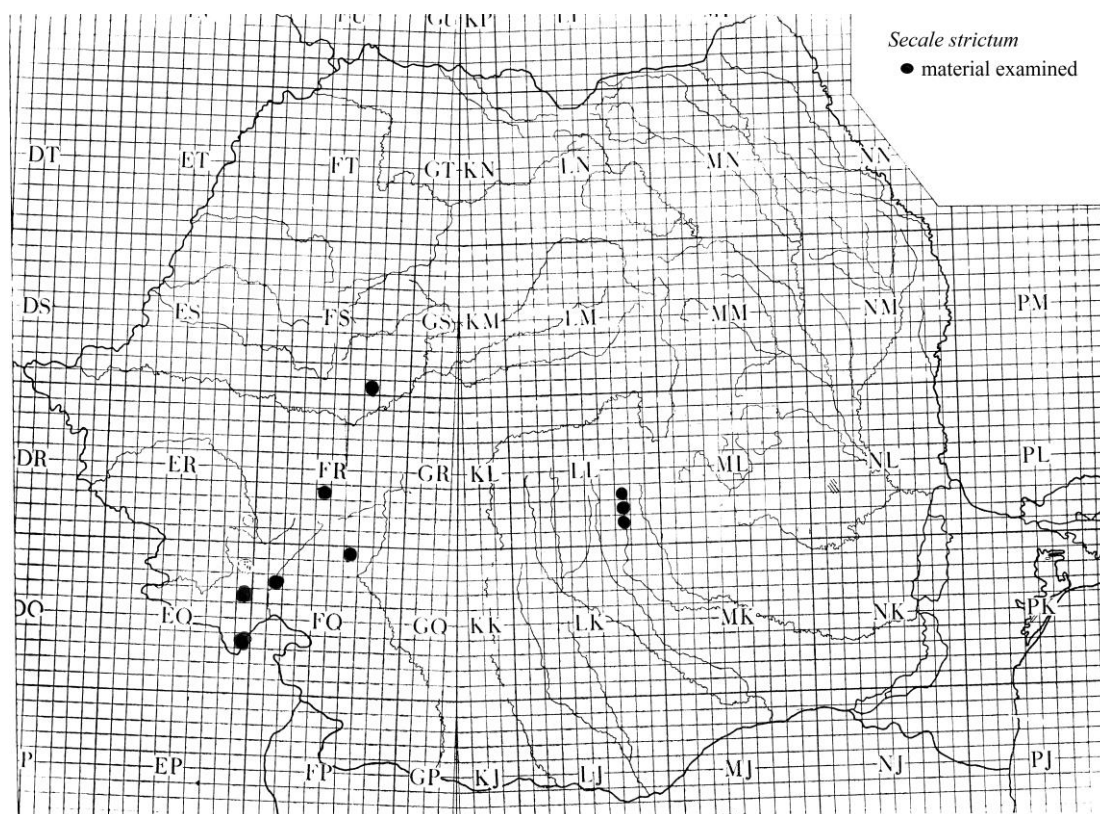 Secale strictum
● material examined
GU KP
DT ET FT GT KN LN MN NN
DS ES FS GS KM LM MM NM PM
DR ER FR GR KL LL ML NL PL
EQ FQ GQ KK LK MK NK PK
P EP FP GP KJ LJ MJ NJ PJ